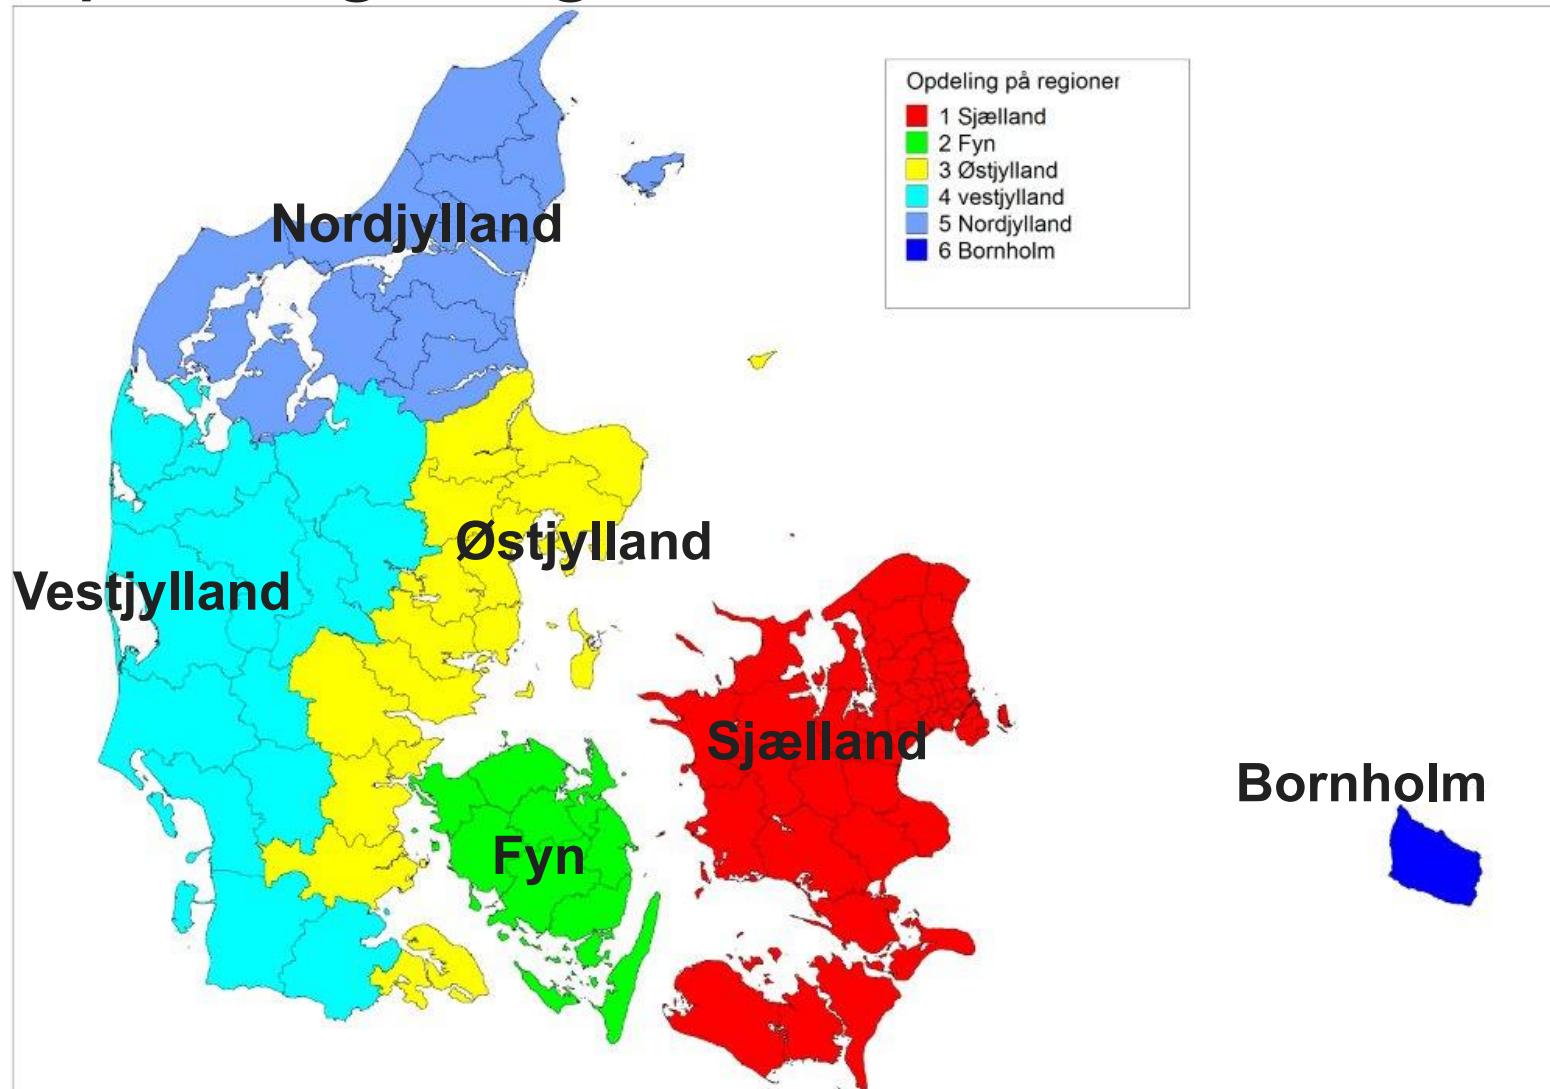 Opdeling på regioner
1 Sjælland
2 Fyn
3 Østjylland
4 vestjylland
5 Nordjylland
6 Bornholm
Nordjylland
Østjylland
Vestjylland
Sjælland
Bornholm
Fyn